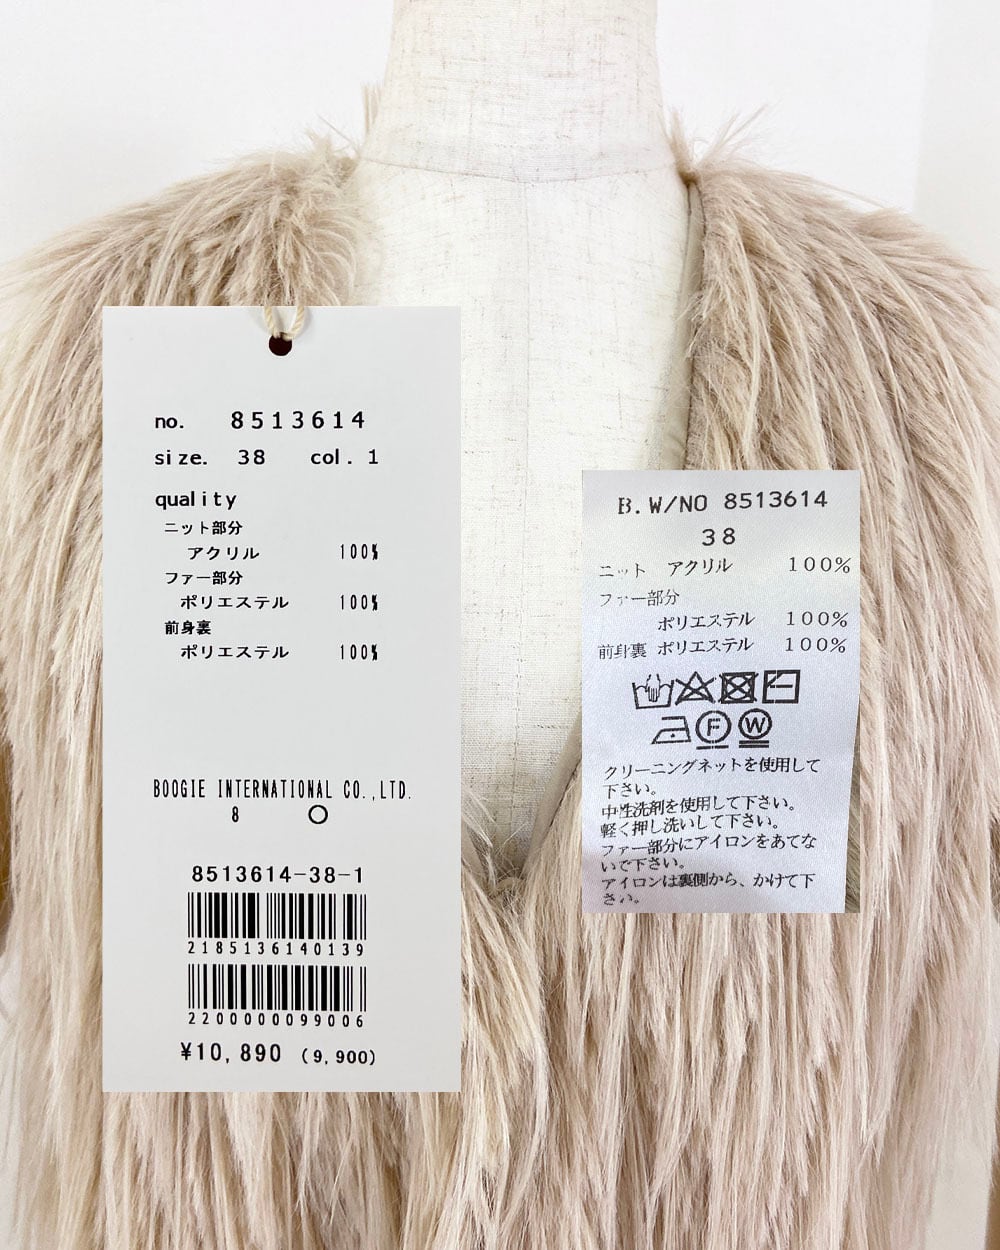 no. 8513614
size. 38 col. 1
quality
ニット部分
アクリル 100%
ファー部分
ポリエステル 100%
前身裏
ポリエステル 100%
BOOGIE INTERNATIONAL CO.,LTD.
8 ○
8513614-38-1
2185136140139
2200000099006
¥10,890 (9,900)
B.W/NO 8513614
38
ニット アクリル 100%
ファー部分
ポリエステル 100%
前身裏 ポリエステル 100%
F W
クリーニングネットを使用して
下さい。
中性洗剤を使用して下さい。
軽く押し洗いして下さい。
ファー部分にアイロンをあてな
いで下さい。
アイロンは裏側から、かけて下
さい。